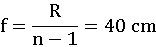 f = R / (n − 1) = 40 cm